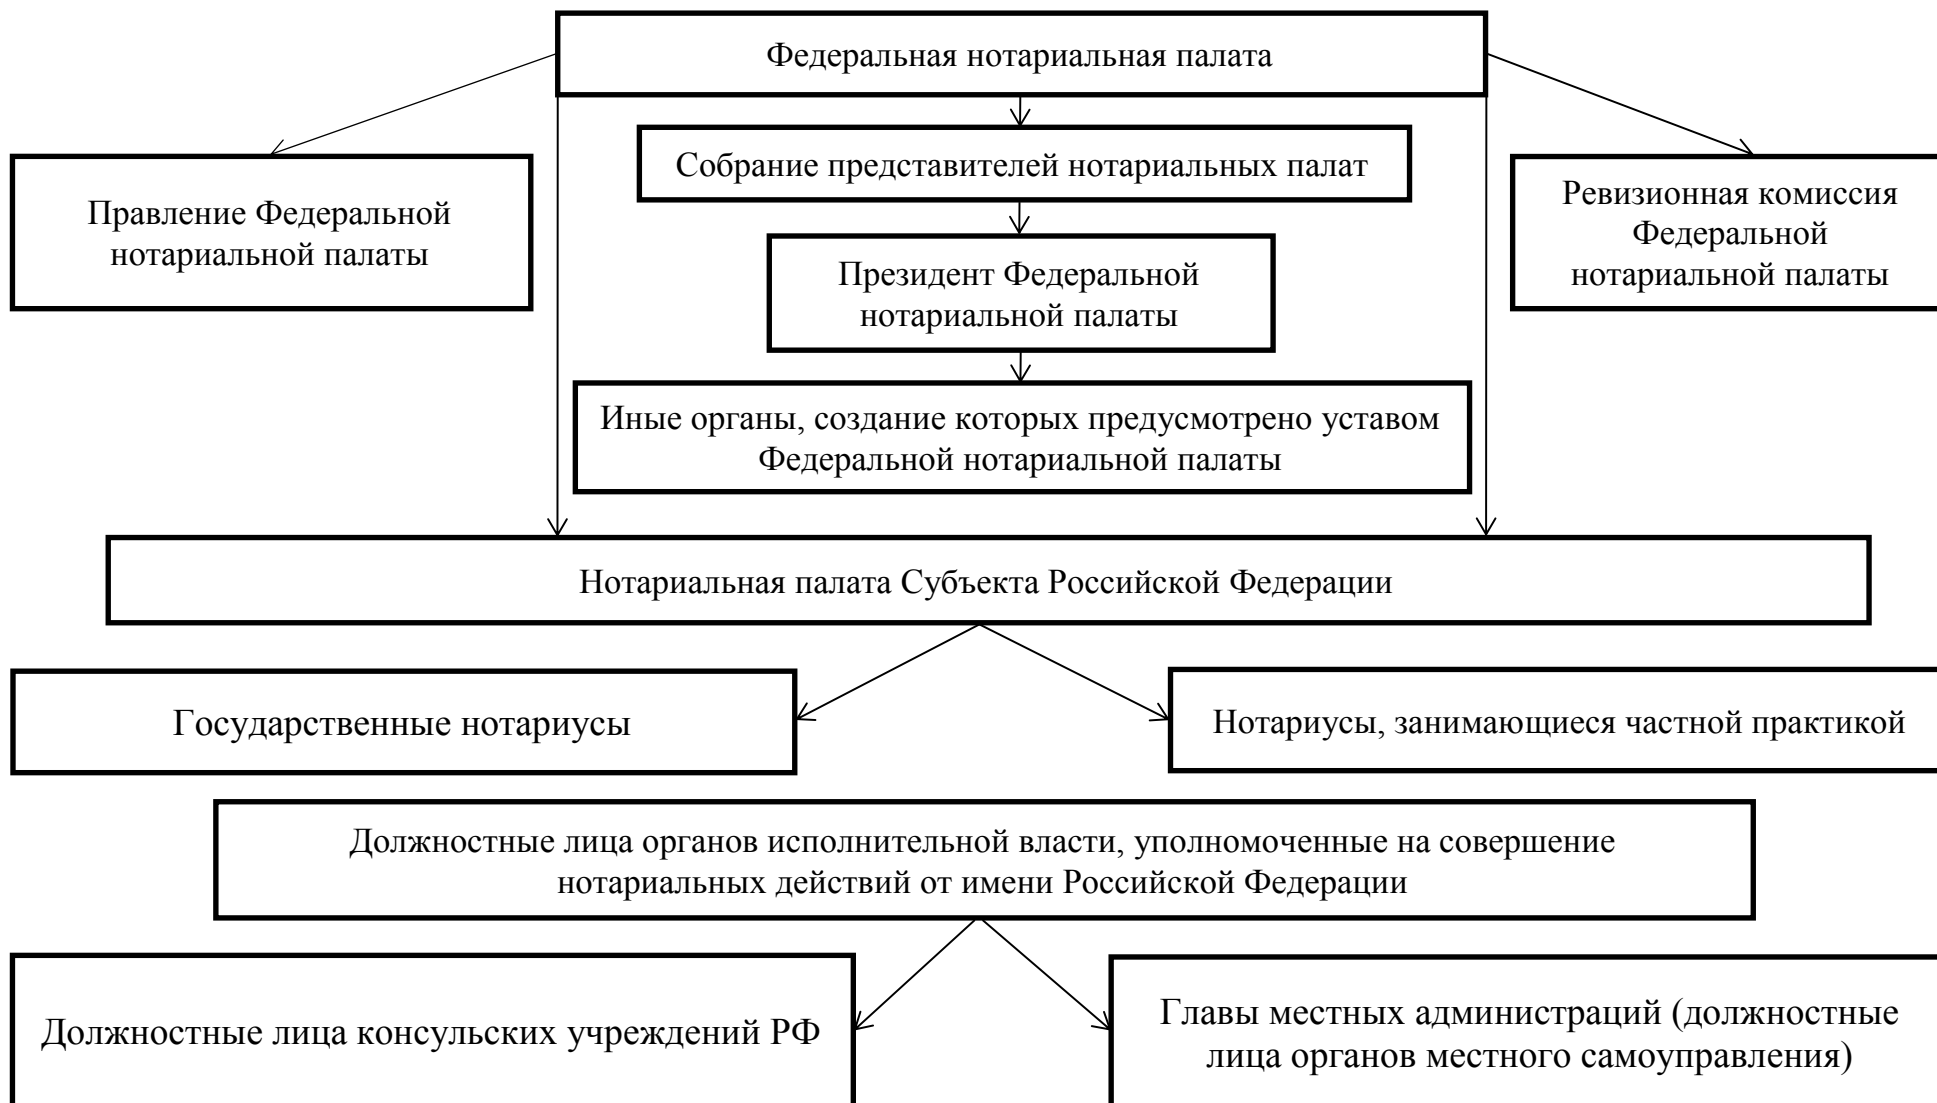 Федеральная нотариальная палата
Собрание представителей нотариальных палат
Правление Федеральной
нотариальной палаты
Ревизионная комиссия
Федеральной
нотариальной палаты
Президент Федеральной
нотариальной палаты
Иные органы, создание которых предусмотрено уставом
Федеральной нотариальной палаты
Нотариальная палата Субъекта Российской Федерации
Государственные нотариусы
Нотариусы, занимающиеся частной практикой
Должностные лица органов исполнительной власти, уполномоченные на совершение
нотариальных действий от имени Российской Федерации
Должностные лица консульских учреждений РФ
Главы местных администраций (должностные
лица органов местного самоуправления)